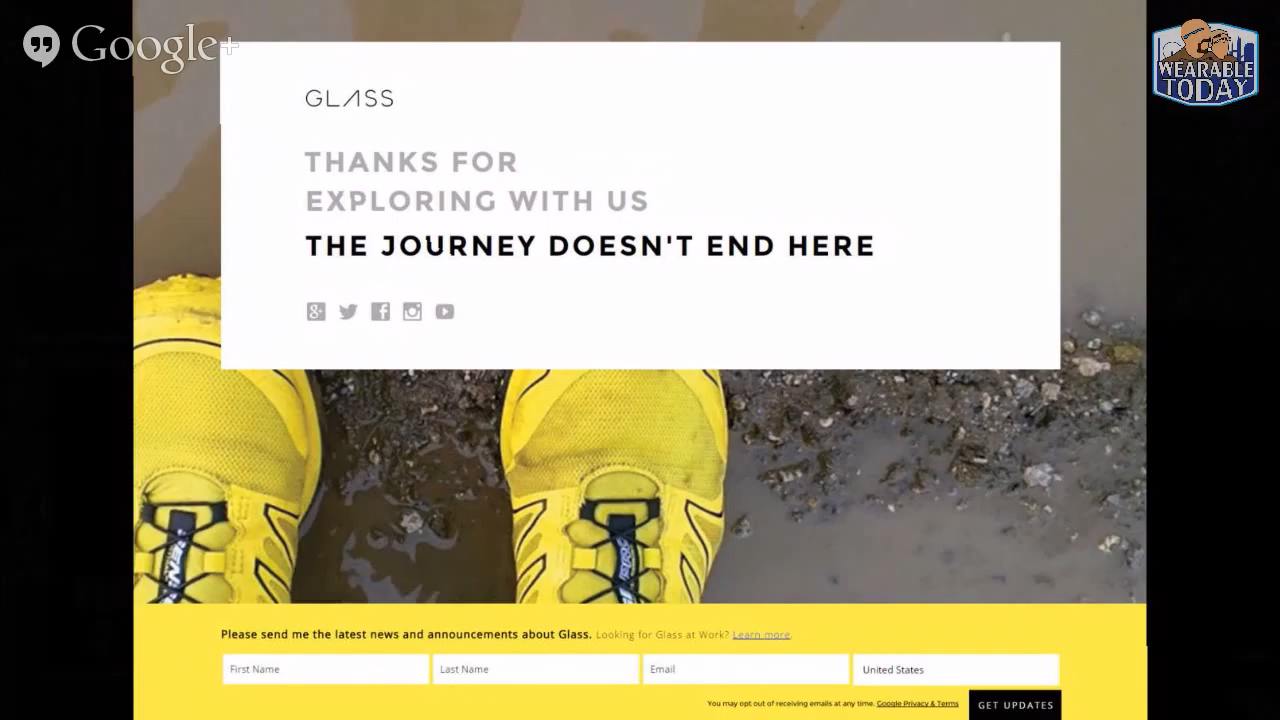 Google+
WEARABLE
TODAY
GLASS
THANKS FOR
EXPLORING WITH US
THE JOURNEY DOESN'T END HERE
Please send me the latest news and announcements about Glass. Looking for Glass at Work? Learn more.
First Name
Last Name
Email
United States
You may opt out of receiving emails at any time. Google Privacy & Terms
GET UPDATES